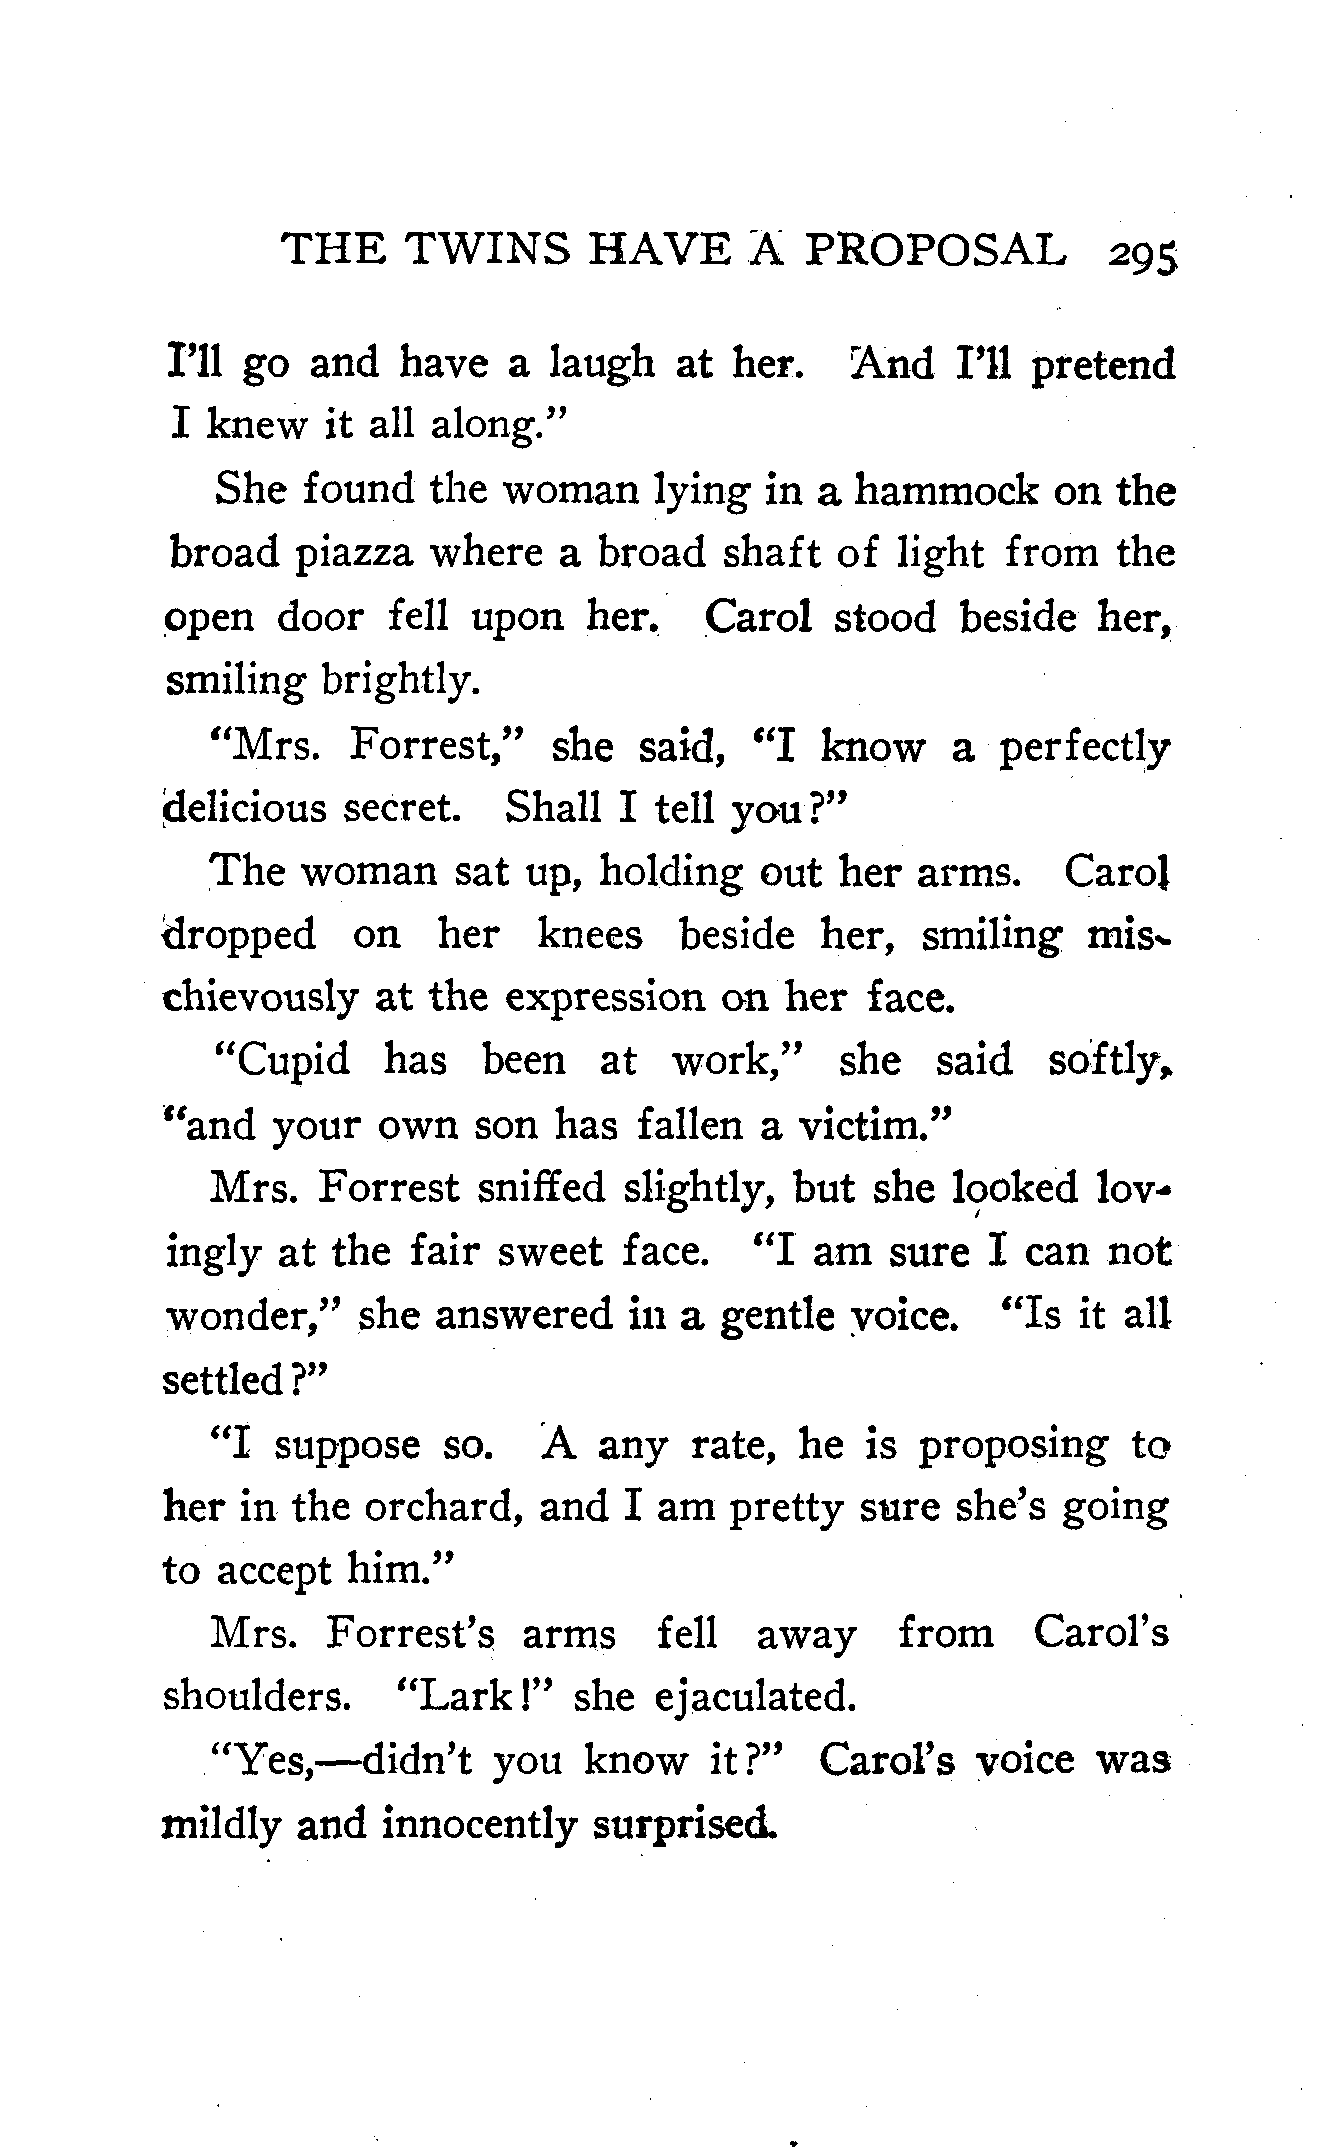 THE TWINS HAVE A PROPOSAL 295
I'll go and have a laugh at her. And I'll pretend
I knew it all along."
She found the woman lying in a hammock on the
broad piazza where a broad shaft of light from the
open door fell upon her. Carol stood beside her,
smiling brightly.
"Mrs. Forrest," she said, "I know a perfectly
delicious secret. Shall I tell you?"
The woman sat up, holding out her arms. Carol
dropped on her knees beside her, smiling mis-
chievously at the expression on her face.
"Cupid has been at work," she said softly,
"and your own son has fallen a victim."
Mrs. Forrest sniffed slightly, but she looked lov-
ingly at the fair sweet face. "I am sure I can not
wonder," she answered in a gentle voice. "Is it all
settled?"
"I suppose so. A any rate, he is proposing to
her in the orchard, and I am pretty sure she's going
to accept him."
Mrs. Forrest's arms fell away from Carol's
shoulders. "Lark!" she ejaculated.
"Yes,—didn't you know it?" Carol's voice was
mildly and innocently surprised.